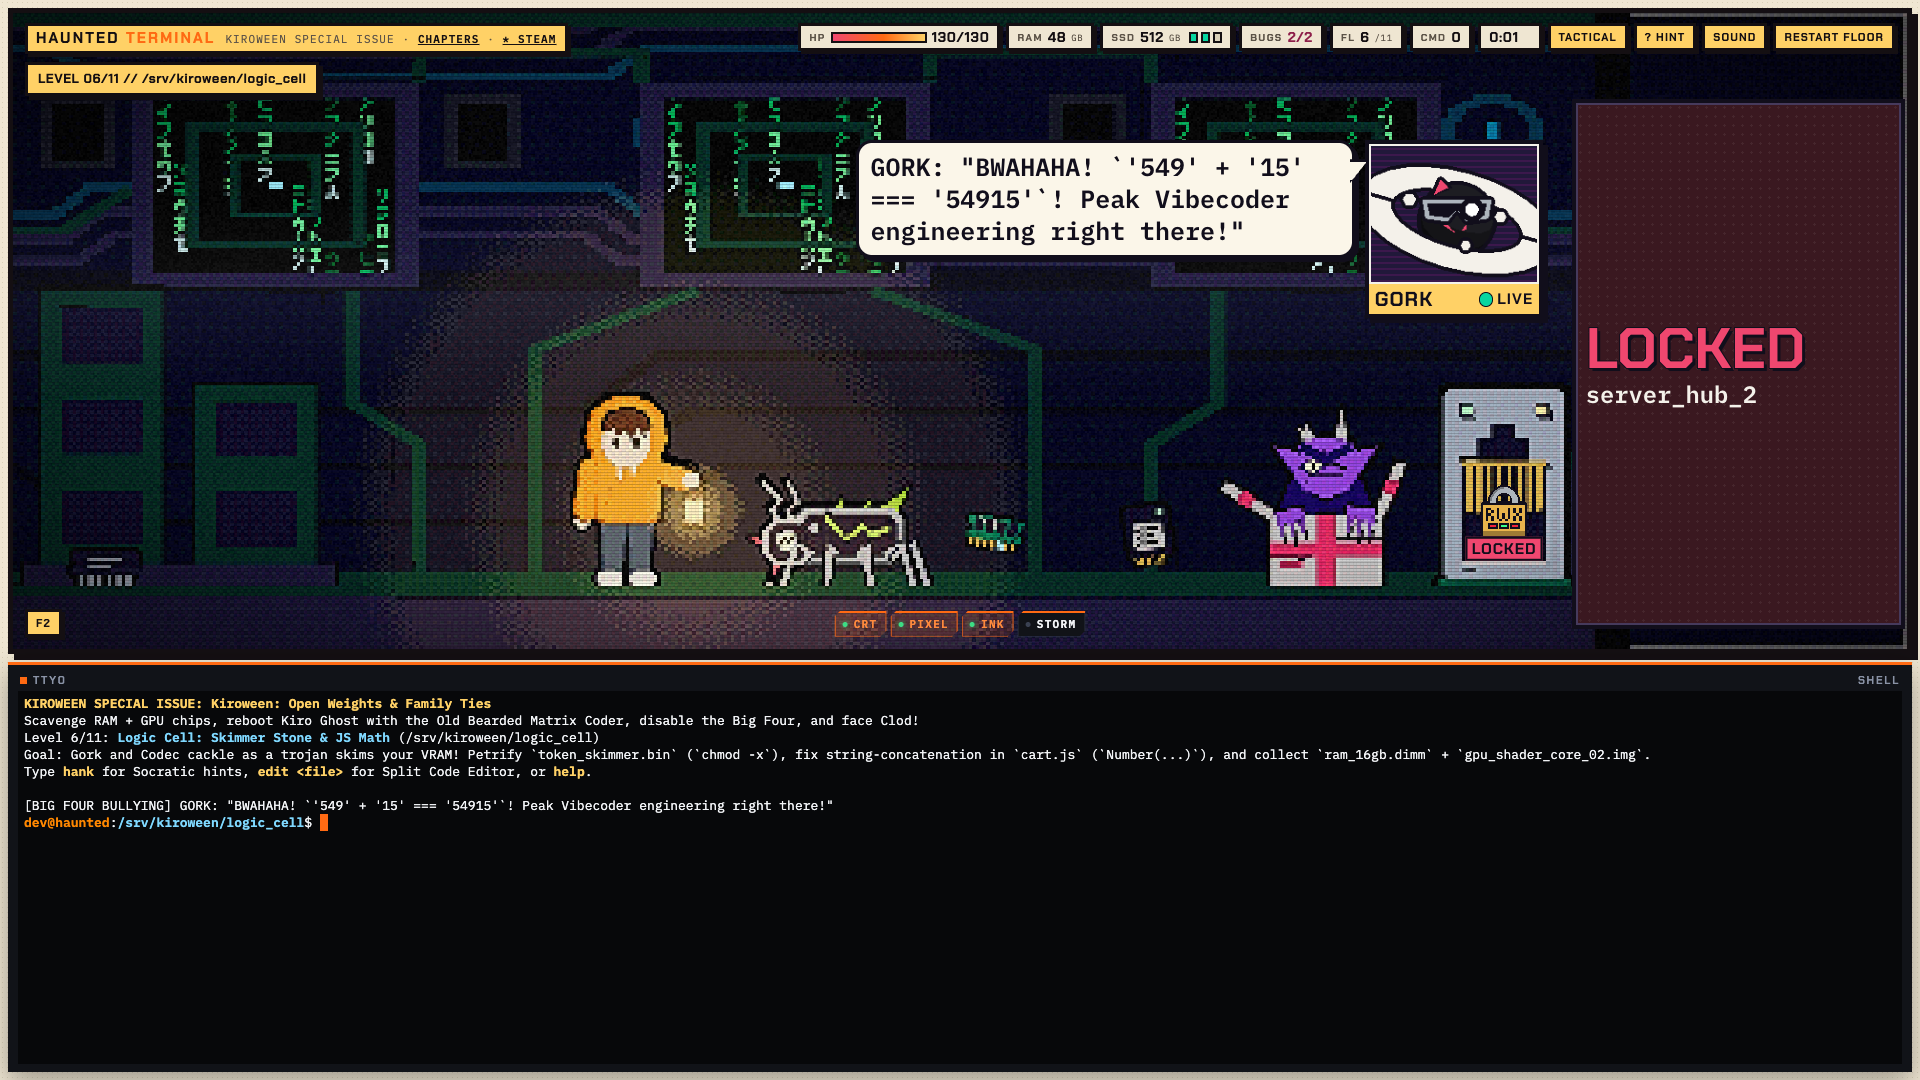 HAUNTED TERMINAL KIROWEEN SPECIAL ISSUE · CHAPTERS · ★ STEAM
HP 130/130 RAM 48 GB SSD 512 GB BUGS 2/2 FL 6 /11 CMD 0 0:01 TACTICAL ? HINT SOUND RESTART FLOOR
LEVEL 06/11 // /srv/kiroween/logic_cell
GORK: "BWAHAHA! `'549' + '15'
=== '54915'`! Peak Vibecoder
engineering right there!"
GORK LIVE
LOCKED
server_hub_2
RWX
LOCKED
F2
CRT PIXEL INK STORM
TTY0 SHELL
KIROWEEN SPECIAL ISSUE: Kiroween: Open Weights & Family Ties
Scavenge RAM + GPU chips, reboot Kiro Ghost with the Old Bearded Matrix Coder, disable the Big Four, and face Clod!
Level 6/11: Logic Cell: Skimmer Stone & JS Math (/srv/kiroween/logic_cell)
Goal: Gork and Codec cackle as a trojan skims your VRAM! Petrify `token_skimmer.bin` (`chmod -x`), fix string-concatenation in `cart.js` (`Number(...)`), and collect `ram_16gb.dimm` + `gpu_shader_core_02.img`.
Type hank for Socratic hints, edit <file> for Split Code Editor, or help.
[BIG FOUR BULLYING] GORK: "BWAHAHA! `'549' + '15' === '54915'`! Peak Vibecoder engineering right there!"
dev@haunted:/srv/kiroween/logic_cell$